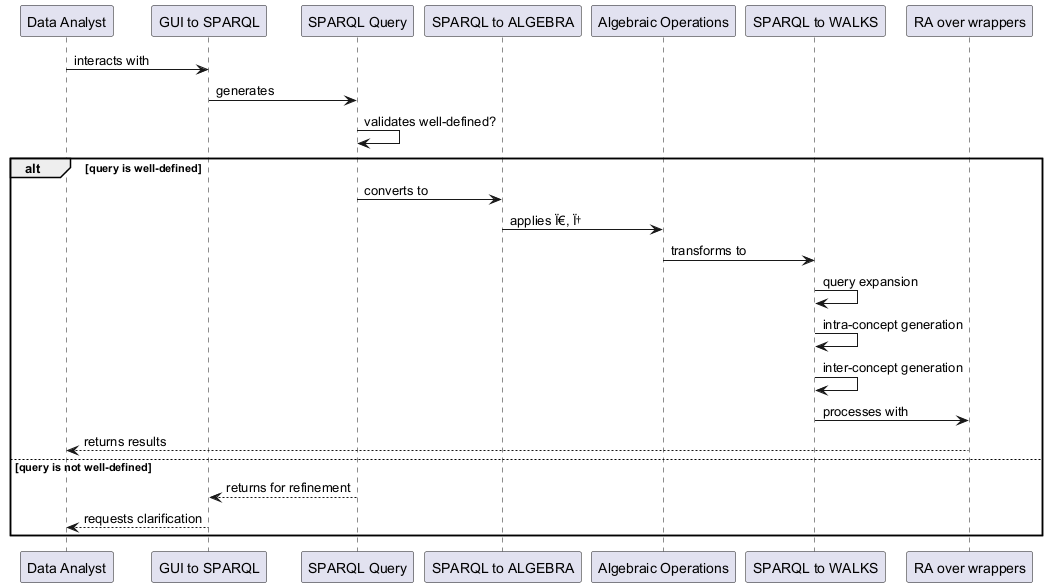 Data Analyst
GUI to SPARQL
SPARQL Query
SPARQL to ALGEBRA
Algebraic Operations
SPARQL to WALKS
RA over wrappers
interacts with
generates
validates well-defined?
alt
[query is well-defined]
converts to
applies Ï€, Ï†
transforms to
query expansion
intra-concept generation
inter-concept generation
processes with
returns results
[query is not well-defined]
returns for refinement
requests clarification
Data Analyst
GUI to SPARQL
SPARQL Query
SPARQL to ALGEBRA
Algebraic Operations
SPARQL to WALKS
RA over wrappers